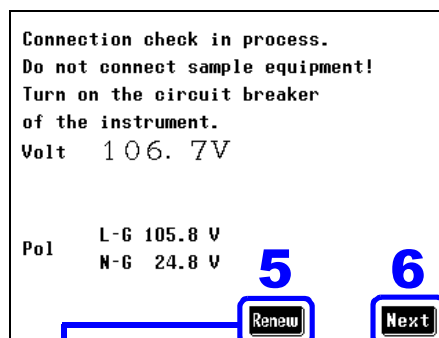 Connection check in process.
Do not connect sample equipment!
Turn on the circuit breaker
of the instrument.
Volt 106. 7V
L-G 105.8 V
Pol
N-G 24.8 V
5 6
Renew Next